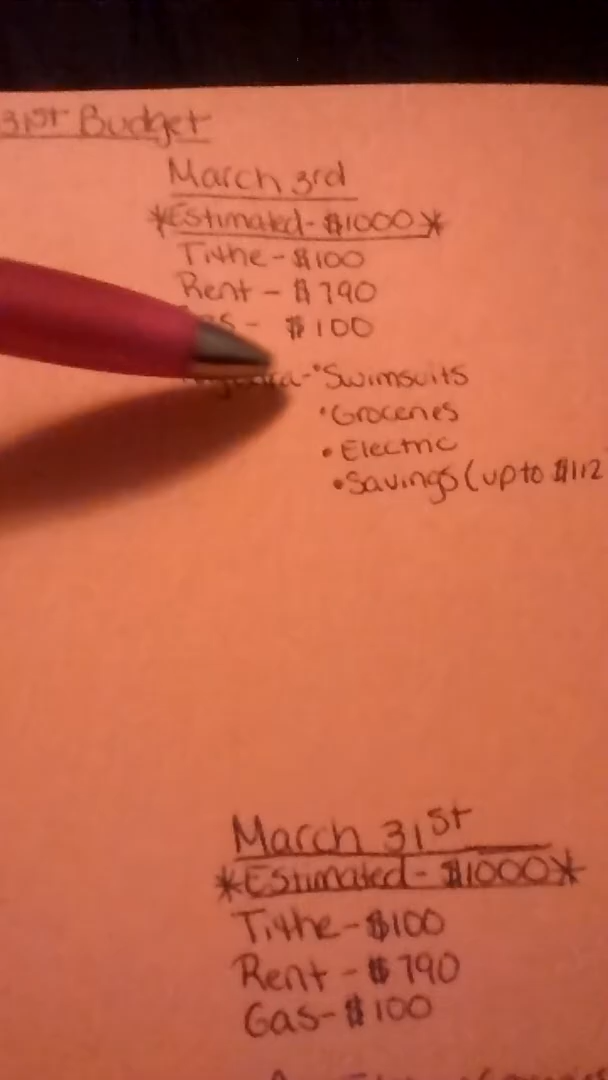 31st Budget
March 3rd
*Estimated- $1000*
Tithe - $100
Rent - $790
- $100
- •Swimsuits
•Groceries
•Electric
•Savings (up to $112
March 31st
*Estimated - $1000*
Tithe - $100
Rent - $790
Gas- $100